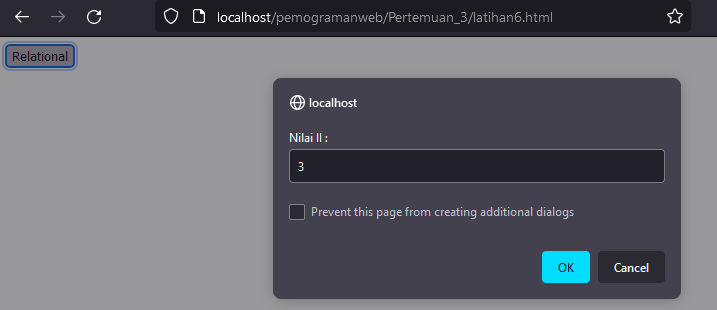 localhost/pemogramanweb/Pertemuan_3/latihan6.html
Relational
localhost
Nilai II :
3
Prevent this page from creating additional dialogs
OK
Cancel